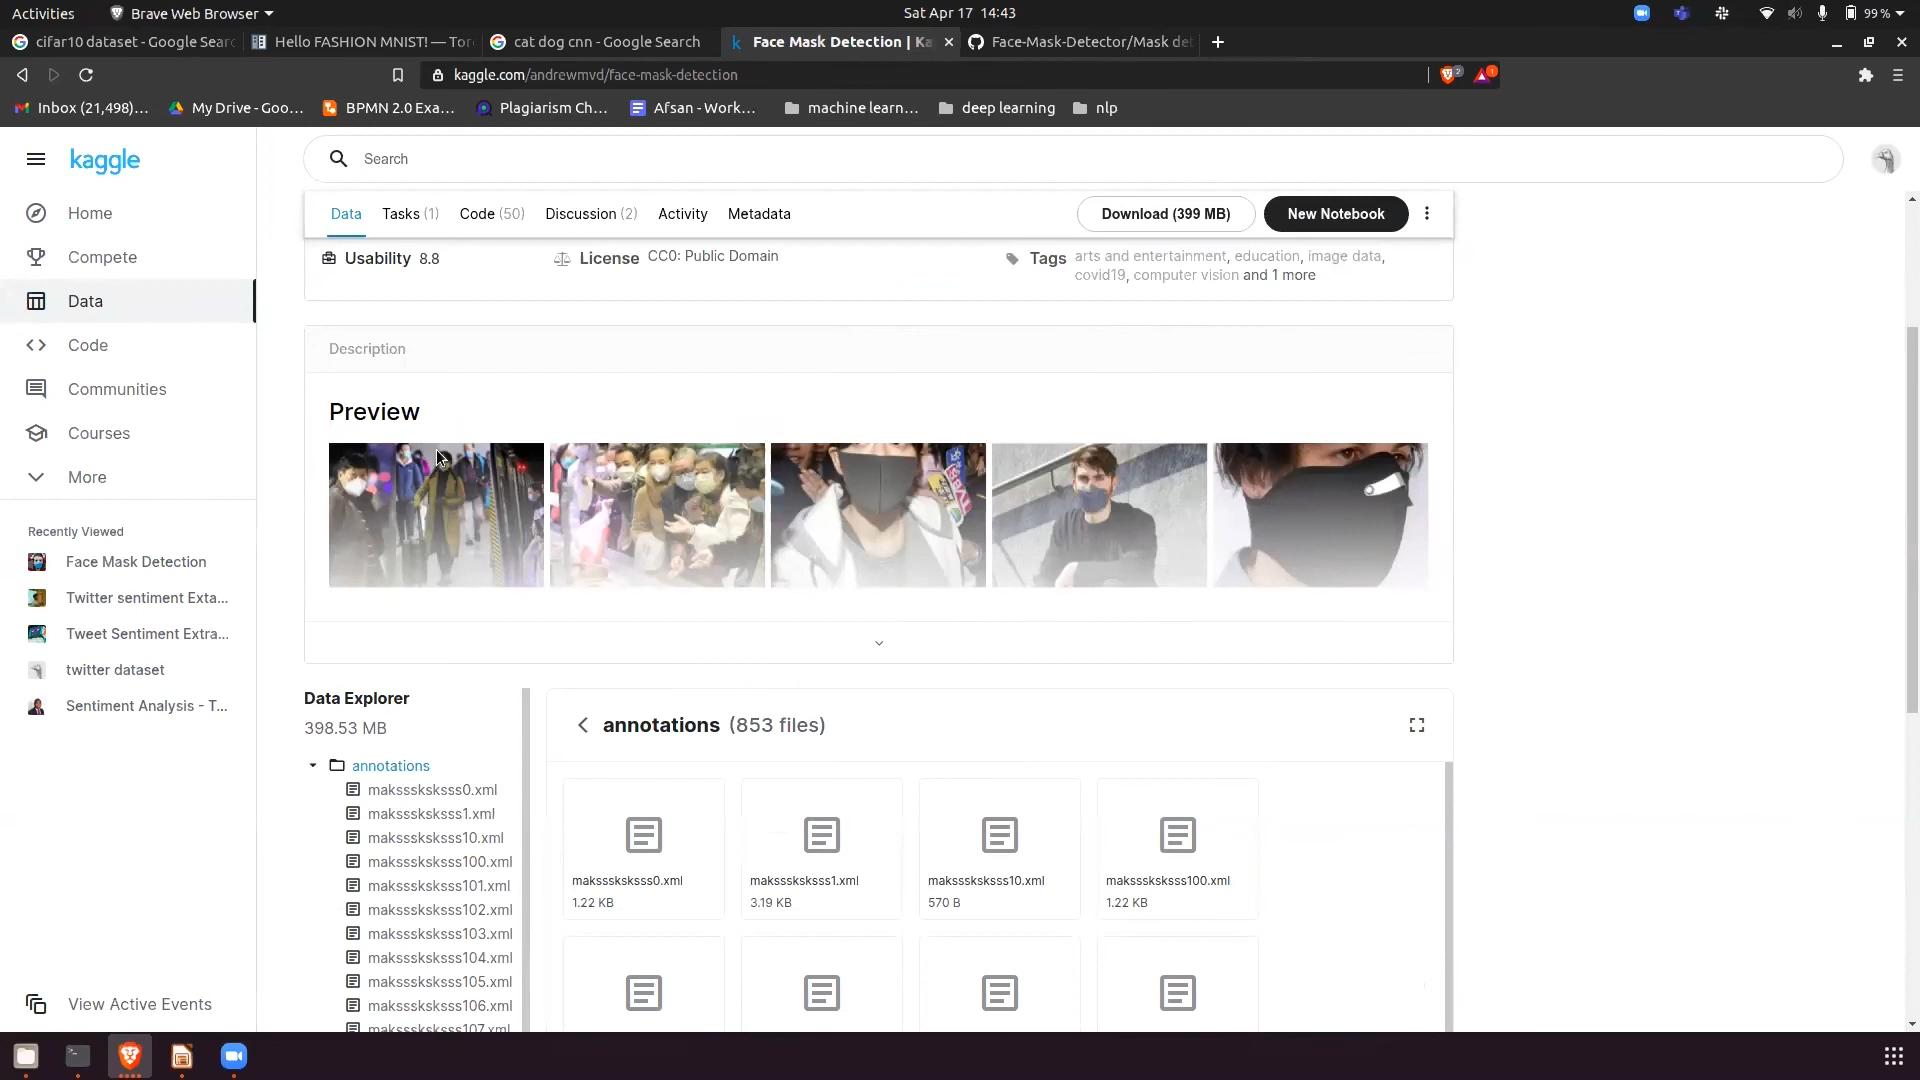 Activities
Brave Web Browser
Sat Apr 17 14:43
99 %
cifar10 dataset - Google Sear
Hello FASHION MNIST! — Tor
cat dog cnn - Google Search
Face Mask Detection | Ka
Face-Mask-Detector/Mask det
kaggle.com/andrewmvd/face-mask-detection
2
1
Inbox (21,498)...
My Drive - Goo...
BPMN 2.0 Exa...
Plagiarism Ch...
Afsan - Work...
machine learn...
deep learning
nlp
kaggle
Search
Home
Compete
Data
Code
Communities
Courses
More
Recently Viewed
Face Mask Detection
Twitter sentiment Exta...
Tweet Sentiment Extra...
twitter dataset
Sentiment Analysis - T...
View Active Events
Data
Tasks (1)
Code (50)
Discussion (2)
Activity
Metadata
Download (399 MB)
New Notebook
Usability 8.8
License CC0: Public Domain
Tags arts and entertainment, education, image data,
covid19, computer vision and 1 more
Description
Preview
Data Explorer
398.53 MB
annotations
maksssksksss0.xml
maksssksksss1.xml
maksssksksss10.xml
maksssksksss100.xml
maksssksksss101.xml
maksssksksss102.xml
maksssksksss103.xml
maksssksksss104.xml
maksssksksss105.xml
maksssksksss106.xml
maksssksksss107.xml
annotations (853 files)
maksssksksss0.xml
1.22 KB
maksssksksss1.xml
3.19 KB
maksssksksss10.xml
570 B
maksssksksss100.xml
1.22 KB